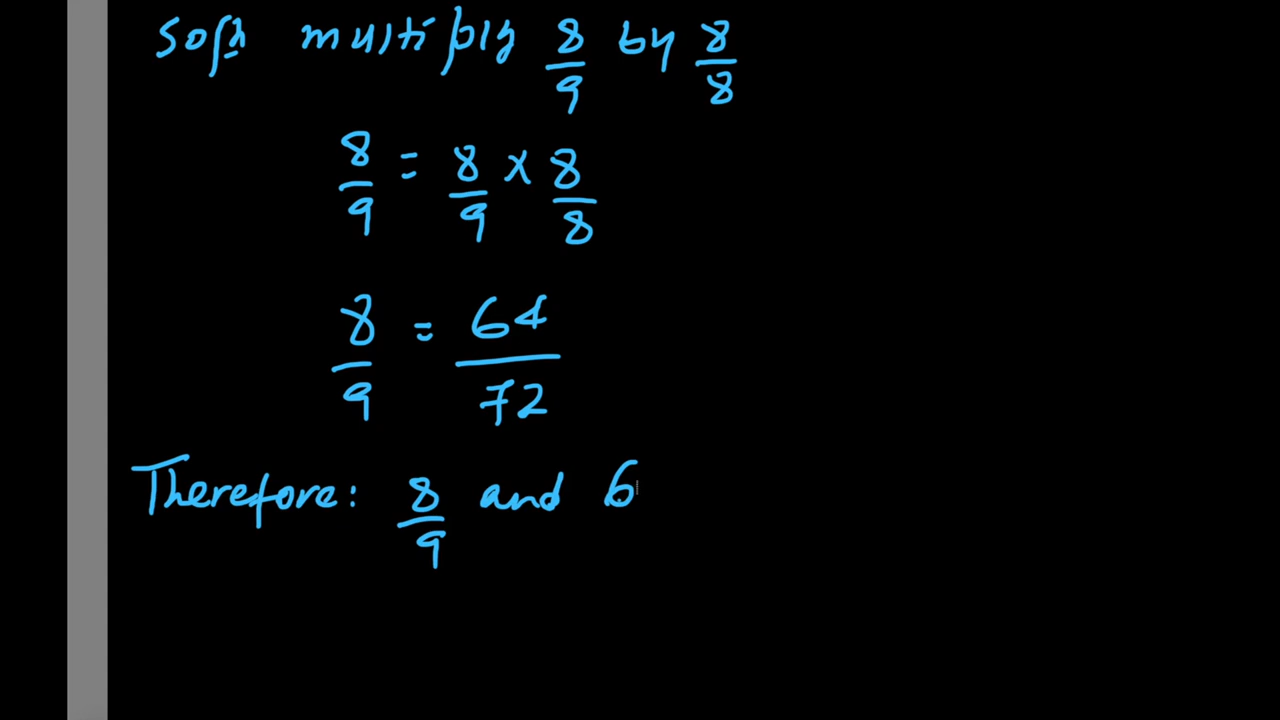 Soln multiply 8/9 by 8/8
8/9 = 8/9 × 8/8
8/9 = 64/72
Therefore: 8/9 and 6